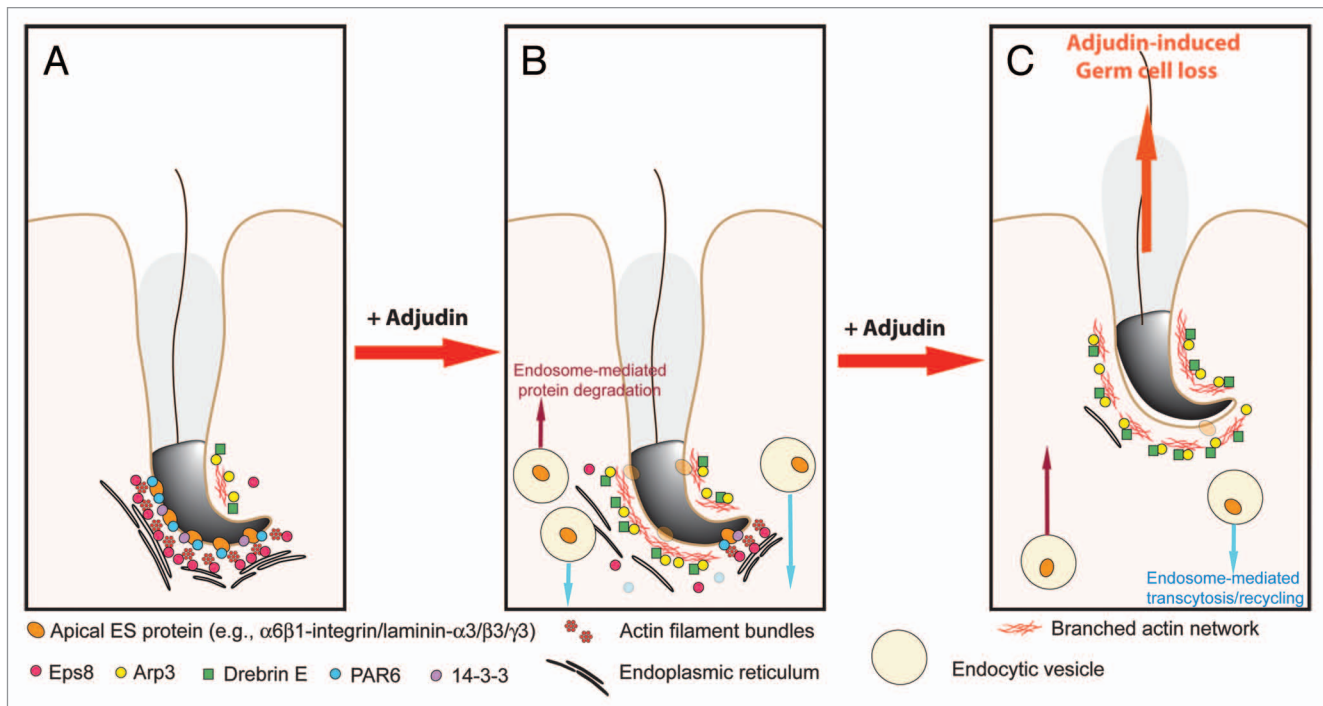 A
B
C
Adjudin-induced
Germ cell loss
+ Adjudin
+ Adjudin
Endosome-mediated
protein degradation
Endosome-mediated
transcytosis/recycling
Apical ES protein (e.g., α6β1-integrin/laminin-α3/β3/γ3)
Actin filament bundles
Branched actin network
Eps8
Arp3
Drebrin E
PAR6
14-3-3
Endoplasmic reticulum
Endocytic vesicle